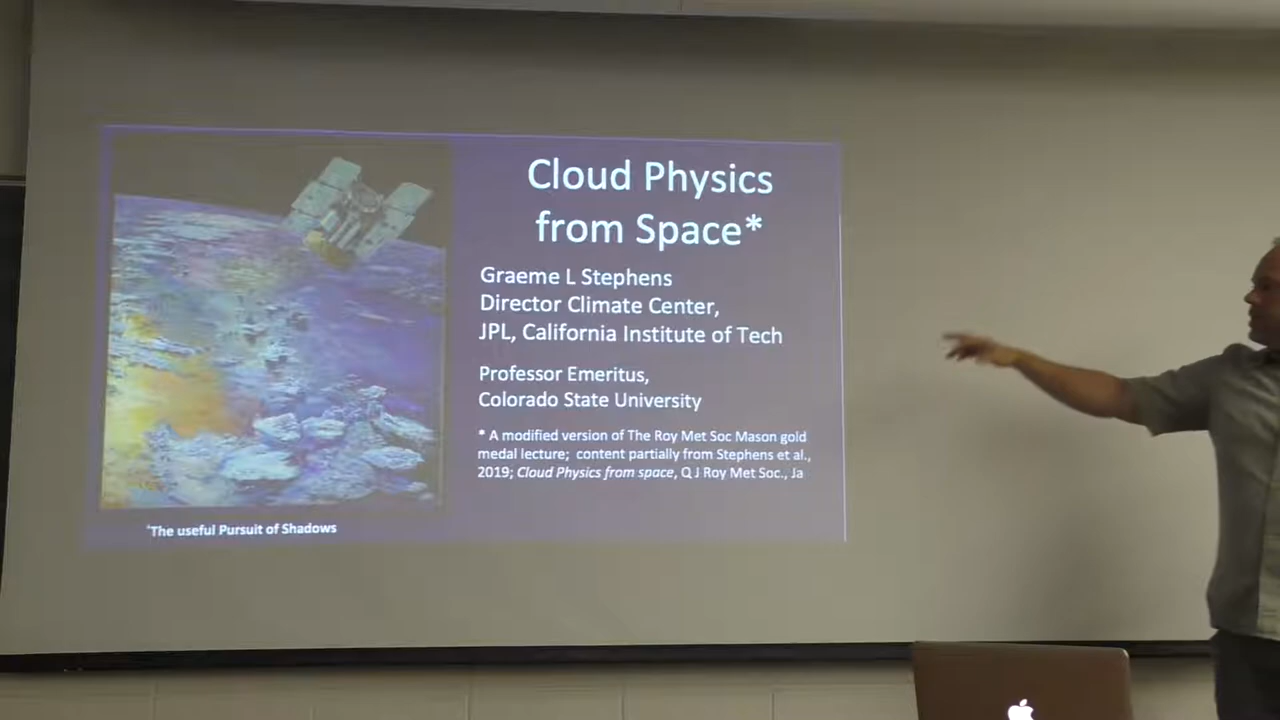 Cloud Physics
from Space*
Graeme L Stephens
Director Climate Center,
JPL, California Institute of Tech
Professor Emeritus,
Colorado State University
* A modified version of The Roy Met Soc Mason gold
medal lecture; content partially from Stephens et al.,
2019; Cloud Physics from space, Q J Roy Met Soc., Ja
'The useful Pursuit of Shadows